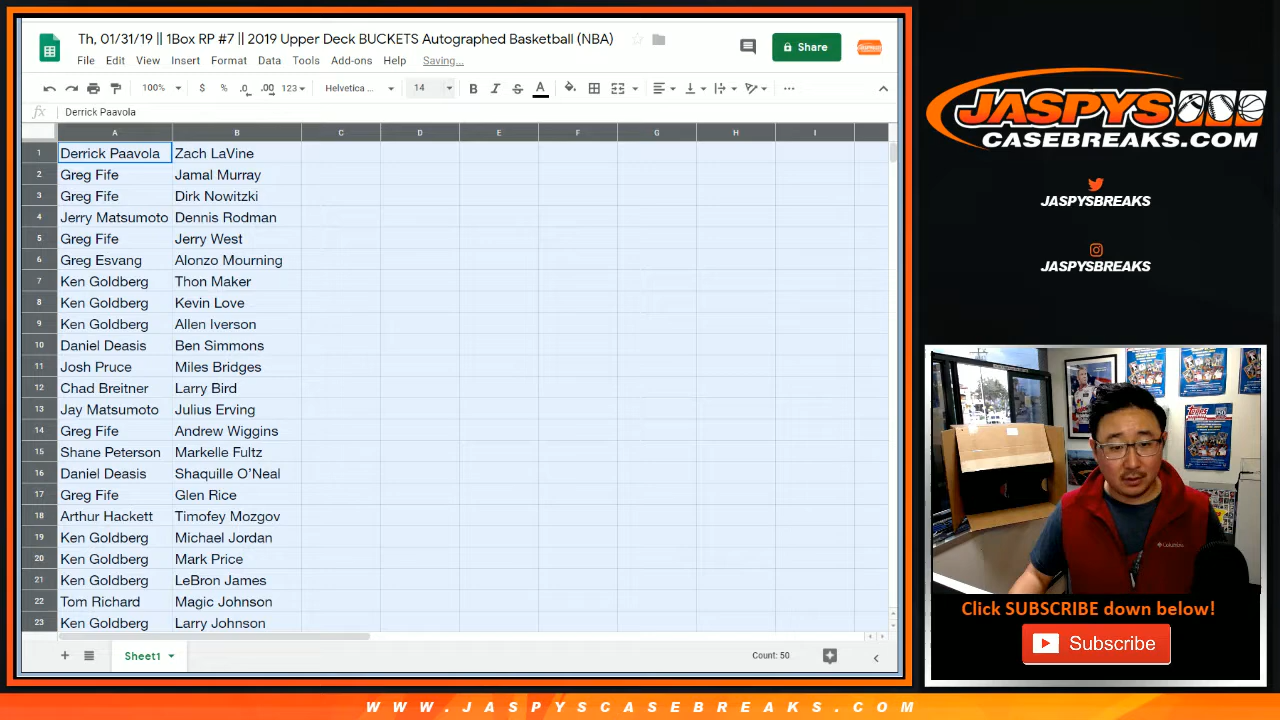 Th, 01/31/19 || 1Box RP #7 || 2019 Upper Deck BUCKETS Autographed Basketball (NBA)
Share
File Edit View Insert Format Data Tools Add-ons Help Saving...
100% $ % .0 .00 123 Helvetica ... 14 B I S A
fx Derrick Paavola
A B C D E F G H I
1 Derrick Paavola Zach LaVine
2 Greg Fife Jamal Murray
3 Greg Fife Dirk Nowitzki
4 Jerry Matsumoto Dennis Rodman
5 Greg Fife Jerry West
6 Greg Esvang Alonzo Mourning
7 Ken Goldberg Thon Maker
8 Ken Goldberg Kevin Love
9 Ken Goldberg Allen Iverson
10 Daniel Deasis Ben Simmons
11 Josh Pruce Miles Bridges
12 Chad Breitner Larry Bird
13 Jay Matsumoto Julius Erving
14 Greg Fife Andrew Wiggins
15 Shane Peterson Markelle Fultz
16 Daniel Deasis Shaquille O’Neal
17 Greg Fife Glen Rice
18 Arthur Hackett Timofey Mozgov
19 Ken Goldberg Michael Jordan
20 Ken Goldberg Mark Price
21 Ken Goldberg LeBron James
22 Tom Richard Magic Johnson
23 Ken Goldberg Larry Johnson
Sheet1
Count: 50
JASPYS
CASEBREAKS.COM
JASPYSBREAKS
JASPYSBREAKS
Click SUBSCRIBE down below!
Subscribe
WWW.JASPYSCASEBREAKS.COM